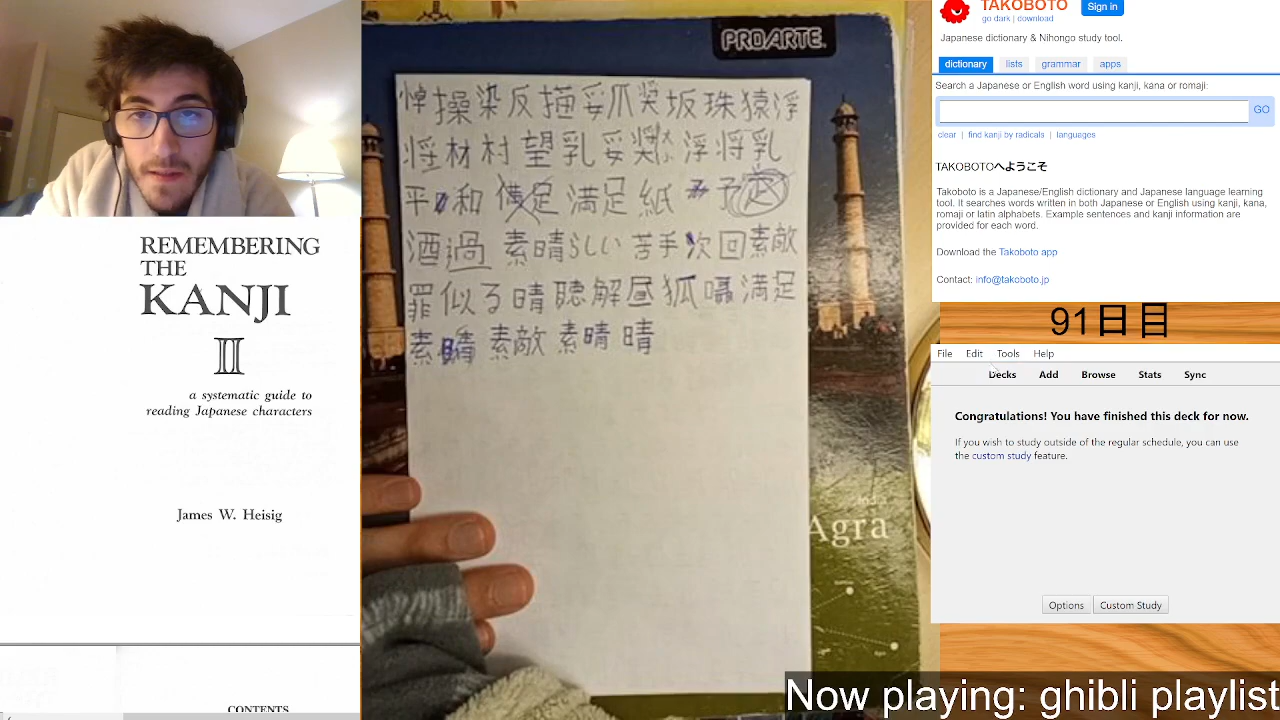 REMEMBERING
THE
KANJI
II
a systematic guide to
reading Japanese characters
James W. Heisig
CONTENTS
PROARTE
悼操染反描妥爪奨坂珠猿浮
将材村望乳妥奨浮将乳
平和 足 満足 紙 予定
酒過 素晴らしい 苦手 次回 素敵
罪似る 晴 聴解 昼 狐 囁 満足
素晴 素敵 素晴 晴
Agra
TAKOBOTO
Sign in
go dark | download
Japanese dictionary & Nihongo study tool.
dictionary lists grammar apps
Search a Japanese or English word using kanji, kana or romaji:
GO
clear | find kanji by radicals | languages
TAKOBOTOへようこそ
Takoboto is a Japanese/English dictionary and Japanese language learning
tool. It searches words written in both Japanese or English using kanji, kana,
romaji or latin alphabets. Example sentences and kanji information are
provided for each word.
Download the Takoboto app
Contact: info@takoboto.jp
91日目
File Edit Tools Help
Decks Add Browse Stats Sync
Congratulations! You have finished this deck for now.
If you wish to study outside of the regular schedule, you can use
the custom study feature.
Options Custom Study
Now playing: ghibli playlist